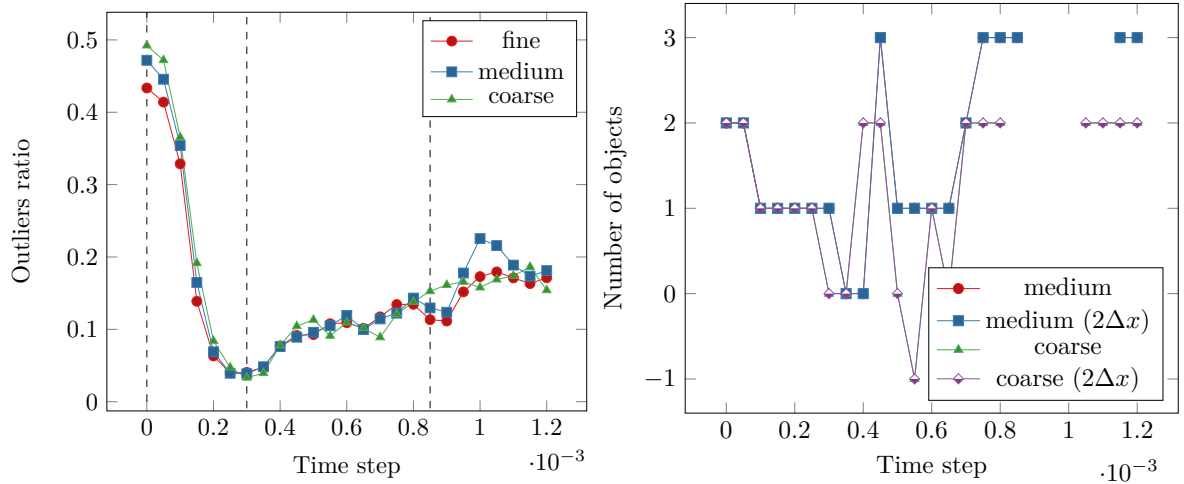 0.5
0.4
0.3
0.2
0.1
0
Outliers ratio
fine
medium
coarse
0 0.2 0.4 0.6 0.8 1 1.2
Time step
·10⁻³
3
2
1
0
−1
Number of objects
medium
medium (2Δx)
coarse
coarse (2Δx)
0 0.2 0.4 0.6 0.8 1 1.2
Time step
·10⁻³